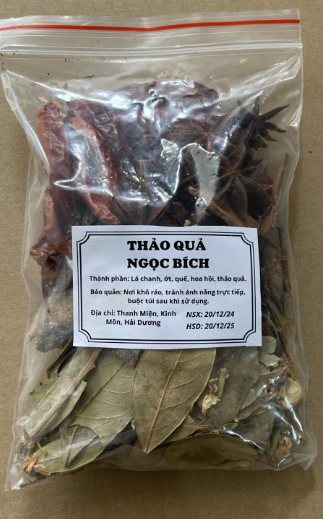 THẢO QUẢ
NGỌC BÍCH
Thành phần: Lá chanh, ớt, quế, hoa hồi, thảo quả.
Bảo quản: Nơi khô ráo, tránh ánh nắng trực tiếp,
buộc túi sau khi sử dụng.
Địa chỉ: Thanh Miện, Kinh
Môn, Hải Dương
NSX: 20/12/24
HSD: 20/12/25